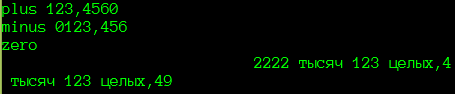 plus 123,4560
minus 0123,456
zero
2222 тысяч 123 целых,4
тысяч 123 целых,49